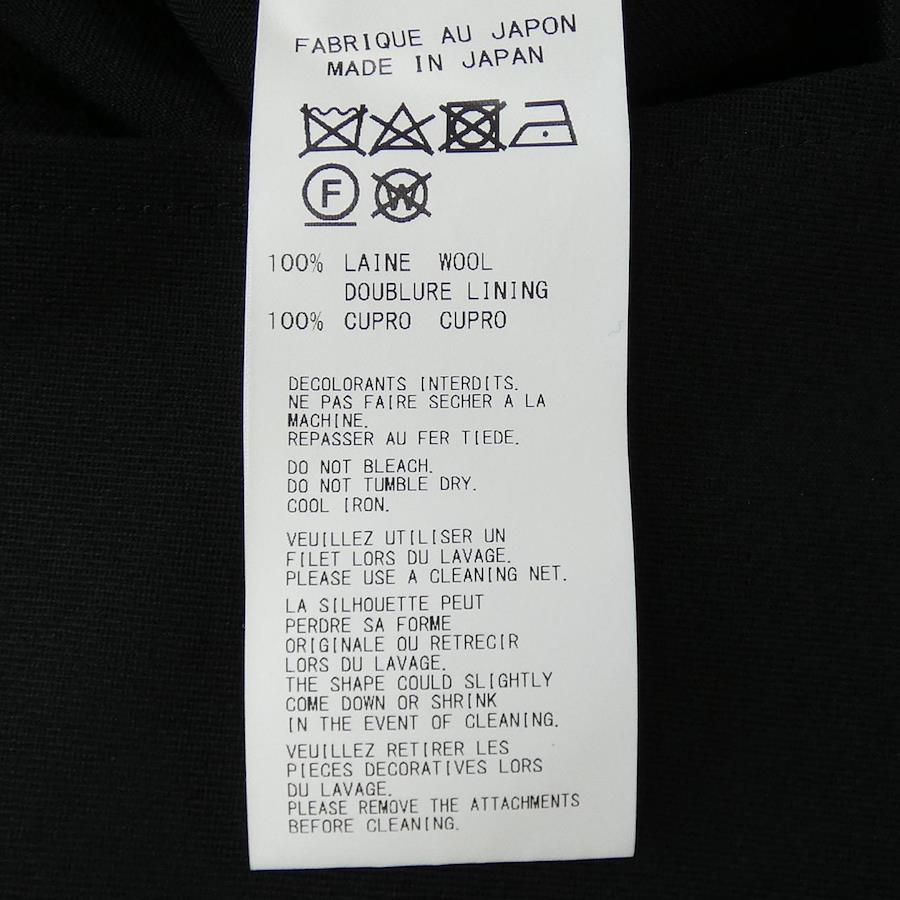 FABRIQUE AU JAPON
MADE IN JAPAN
F W
100% LAINE WOOL
DOUBLURE LINING
100% CUPRO CUPRO
DECOLORANTS INTERDITS.
NE PAS FAIRE SECHER A LA
MACHINE.
REPASSER AU FER TIEDE.
DO NOT BLEACH.
DO NOT TUMBLE DRY.
COOL IRON.
VEUILLEZ UTILISER UN
FILET LORS DU LAVAGE.
PLEASE USE A CLEANING NET.
LA SILHOUETTE PEUT
PERDRE SA FORME
ORIGINALE OU RETRECIR
LORS DU LAVAGE.
THE SHAPE COULD SLIGHTLY
COME DOWN OR SHRINK
IN THE EVENT OF CLEANING.
VEUILLEZ RETIRER LES
PIECES DECORATIVES LORS
DU LAVAGE.
PLEASE REMOVE THE ATTACHMENTS
BEFORE CLEANING.